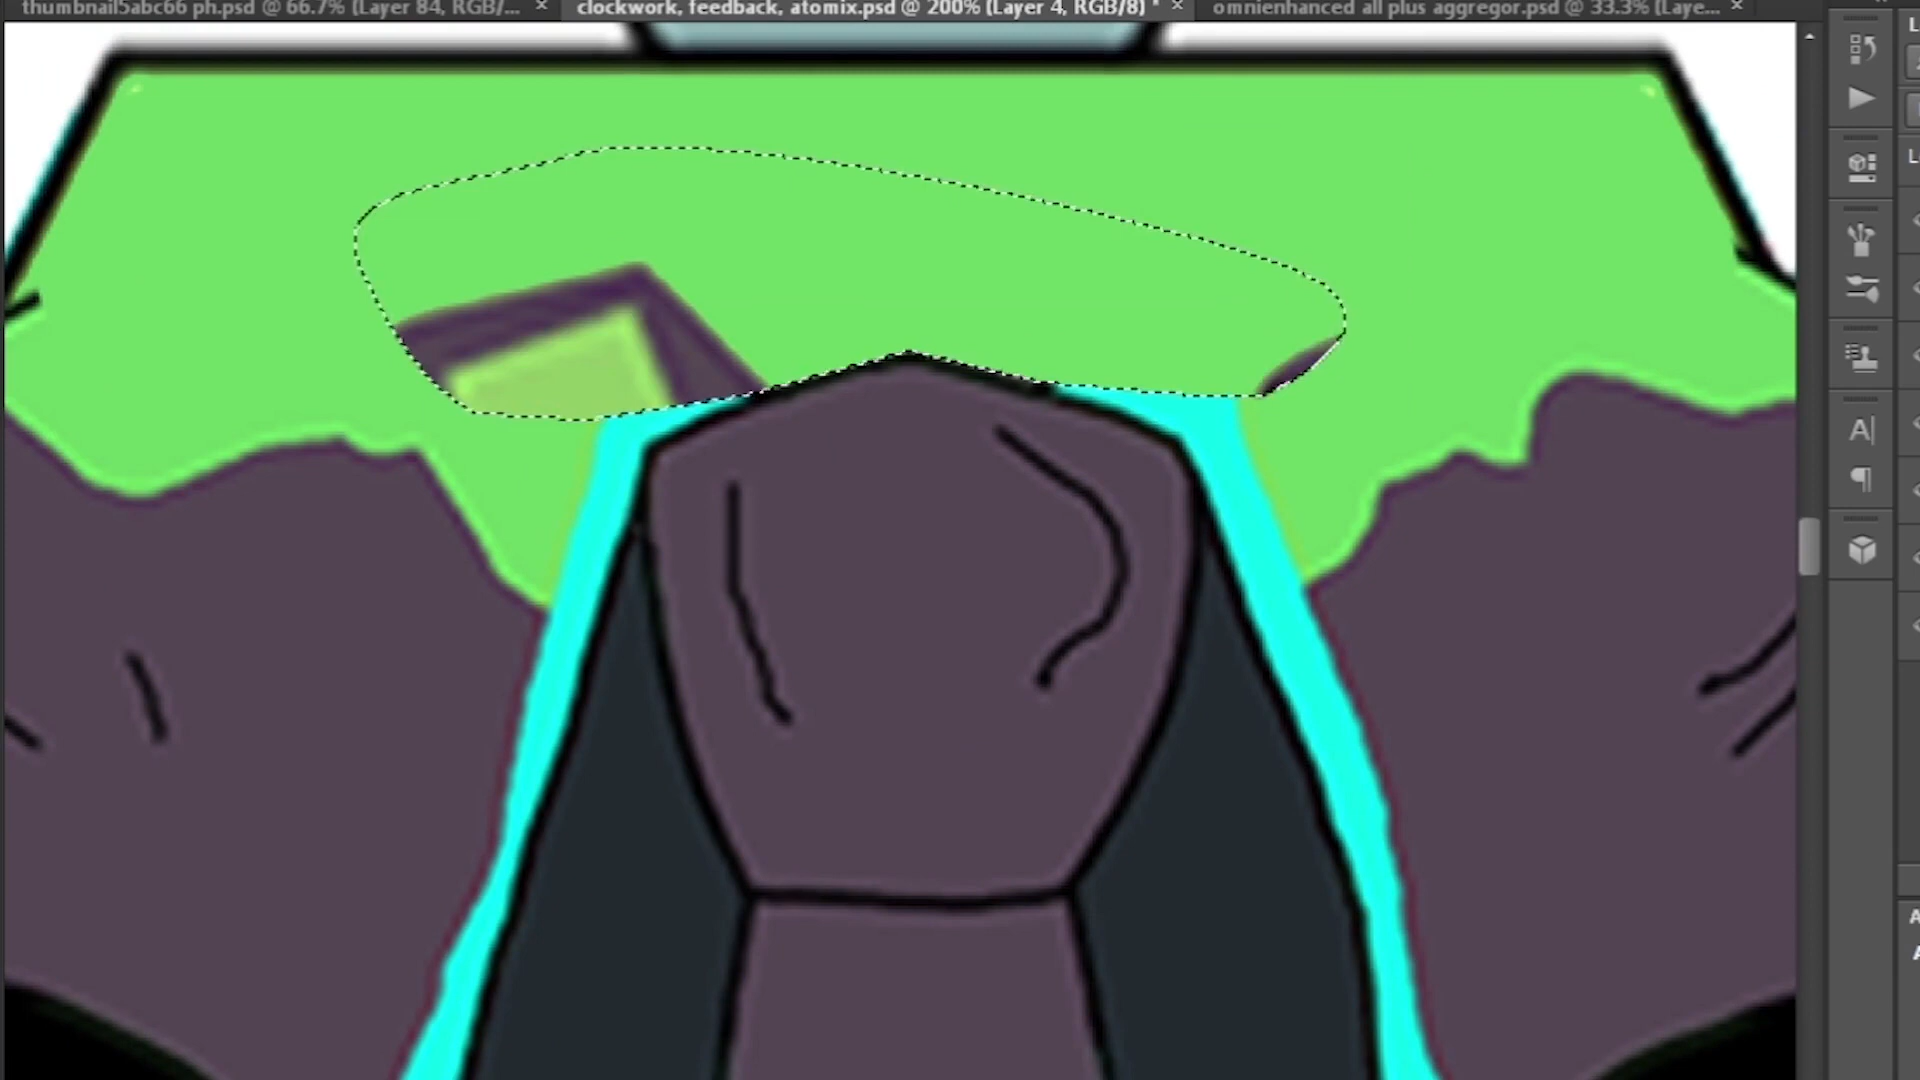 thumbnail5abc66 ph.psd @ 66.7% (Layer 84, RGB/... × clockwork, feedback, atomix.psd @ 200% (Layer 4, RGB/8) * × omnienhanced all plus aggregor.psd @ 33.3% (Laye... ×